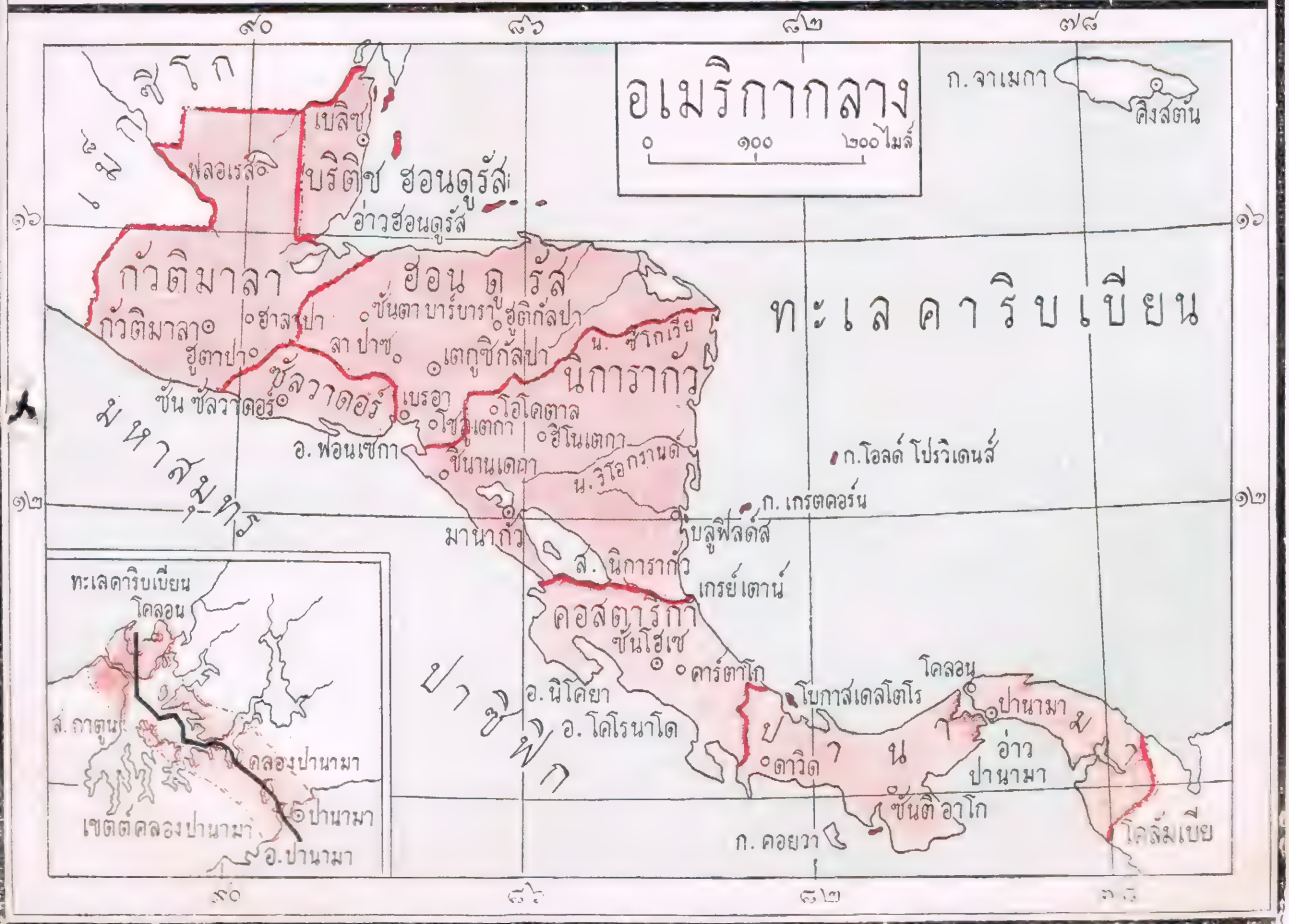 ๙๐ ๘๖ ๘๒ ๗๘
อเมริกากลาง
0 ๑๐๐ ๒๐๐ไมล์
ก.จาเมกา
คิงสตัน
เม็กซิโก
เบลิซ
ฟลอเรส
บริติช ฮอนดูรัส
อ่าวฮอนดูรัส
๑๖ ๑๖
กัวติมาลา
ฮอนดูรัส
ทะเลคาริบเบียน
ซันตาบาร์บารา
ฮูติกัลปา
กัวติมาลา
ฮาลาปา
น. ซิโกเวีย
ลา ปาซ
ฮูตาปา
เตกูซิกัลปา
นิการากัว
ซัลวาดอร์
ซัน ซัลวาดอร์
เบรอา
โอโคตาล
โชลูเตกา
ฮิโนเตกา
อ. ฟอนเซกา
ชินานเดกา
น. ริโอกรานด์
ก.โอลด์ โปรวิเดนส์
มหาสมุทร
๑๒ ๑๒
ก. เกรตคอร์น
บลูฟิลด์ส
มานากัว
ส. นิการากัว
เกรย์เตาน์
คอสตาริกา
ซันโฮเซ
คาร์ตาโก
โคลอน
ปาซิฟิก
อ. นิโคยา
โบกาสเดลโตโร
ปานามา
อ. โคโรนาโด
ปานามา
อ่าว
ปานามา
ดาวิด
ซันติอาโก
ก. คอยวา
โคลัมเบีย
ทะเลคาริบเบียน
โคลอน
ส. กาตูน
คลองปานามา
ปานามา
เขตต์คลองปานามา
อ. ปานามา
๙๐ ๘๖ ๘๒ ๗๘